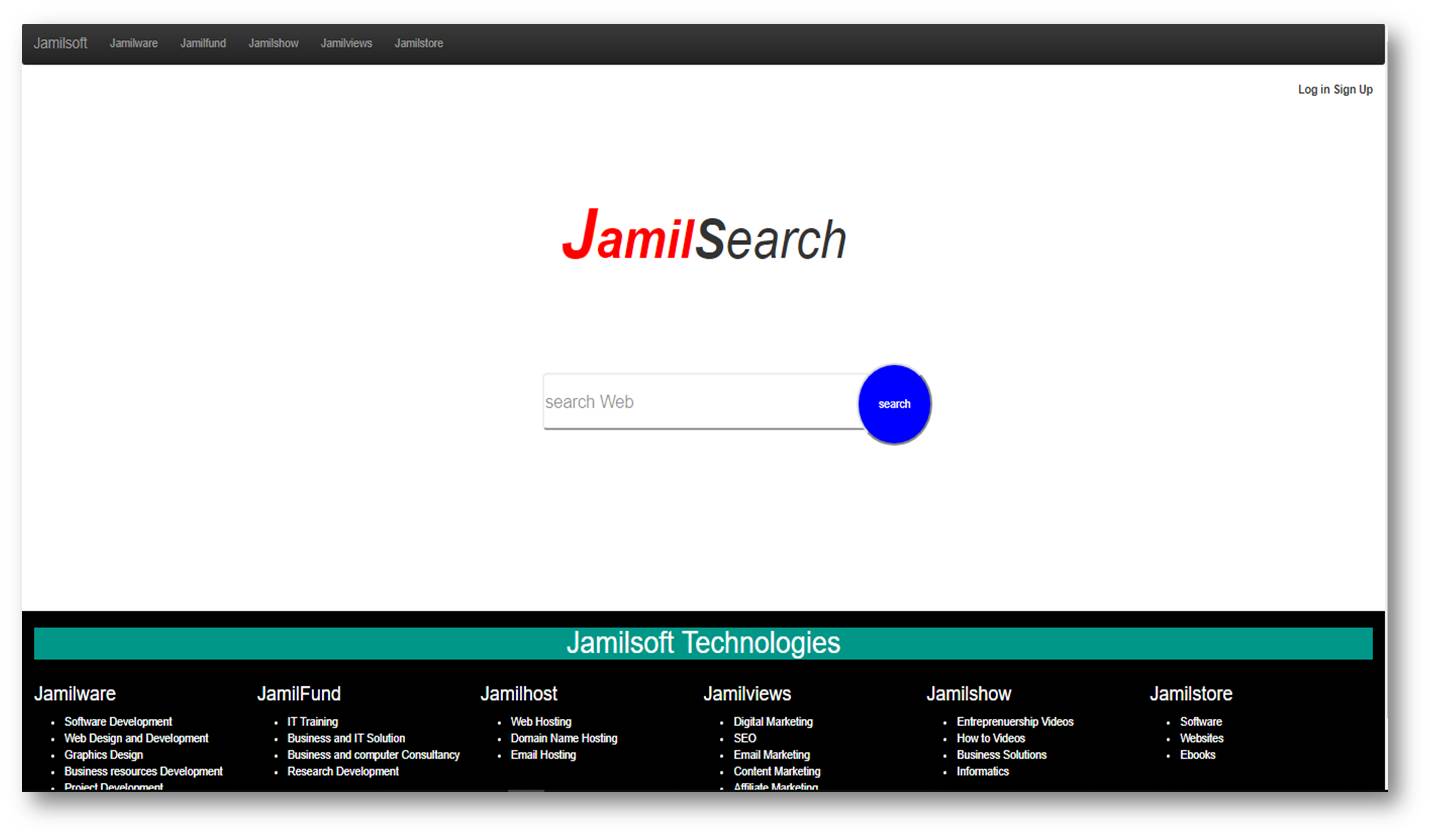 Jamilsoft Jamilware Jamilfund Jamilshow Jamilviews Jamilstore
Log in Sign Up
JamilSearch
search Web
search
Jamilsoft Technologies
Jamilware
Software Development
Web Design and Development
Graphics Design
Business resources Development
Project Development
JamilFund
IT Training
Business and IT Solution
Business and computer Consultancy
Research Development
Jamilhost
Web Hosting
Domain Name Hosting
Email Hosting
Jamilviews
Digital Marketing
SEO
Email Marketing
Content Marketing
Affiliate Marketing
Jamilshow
Entreprenuership Videos
How to Videos
Business Solutions
Informatics
Jamilstore
Software
Websites
Ebooks